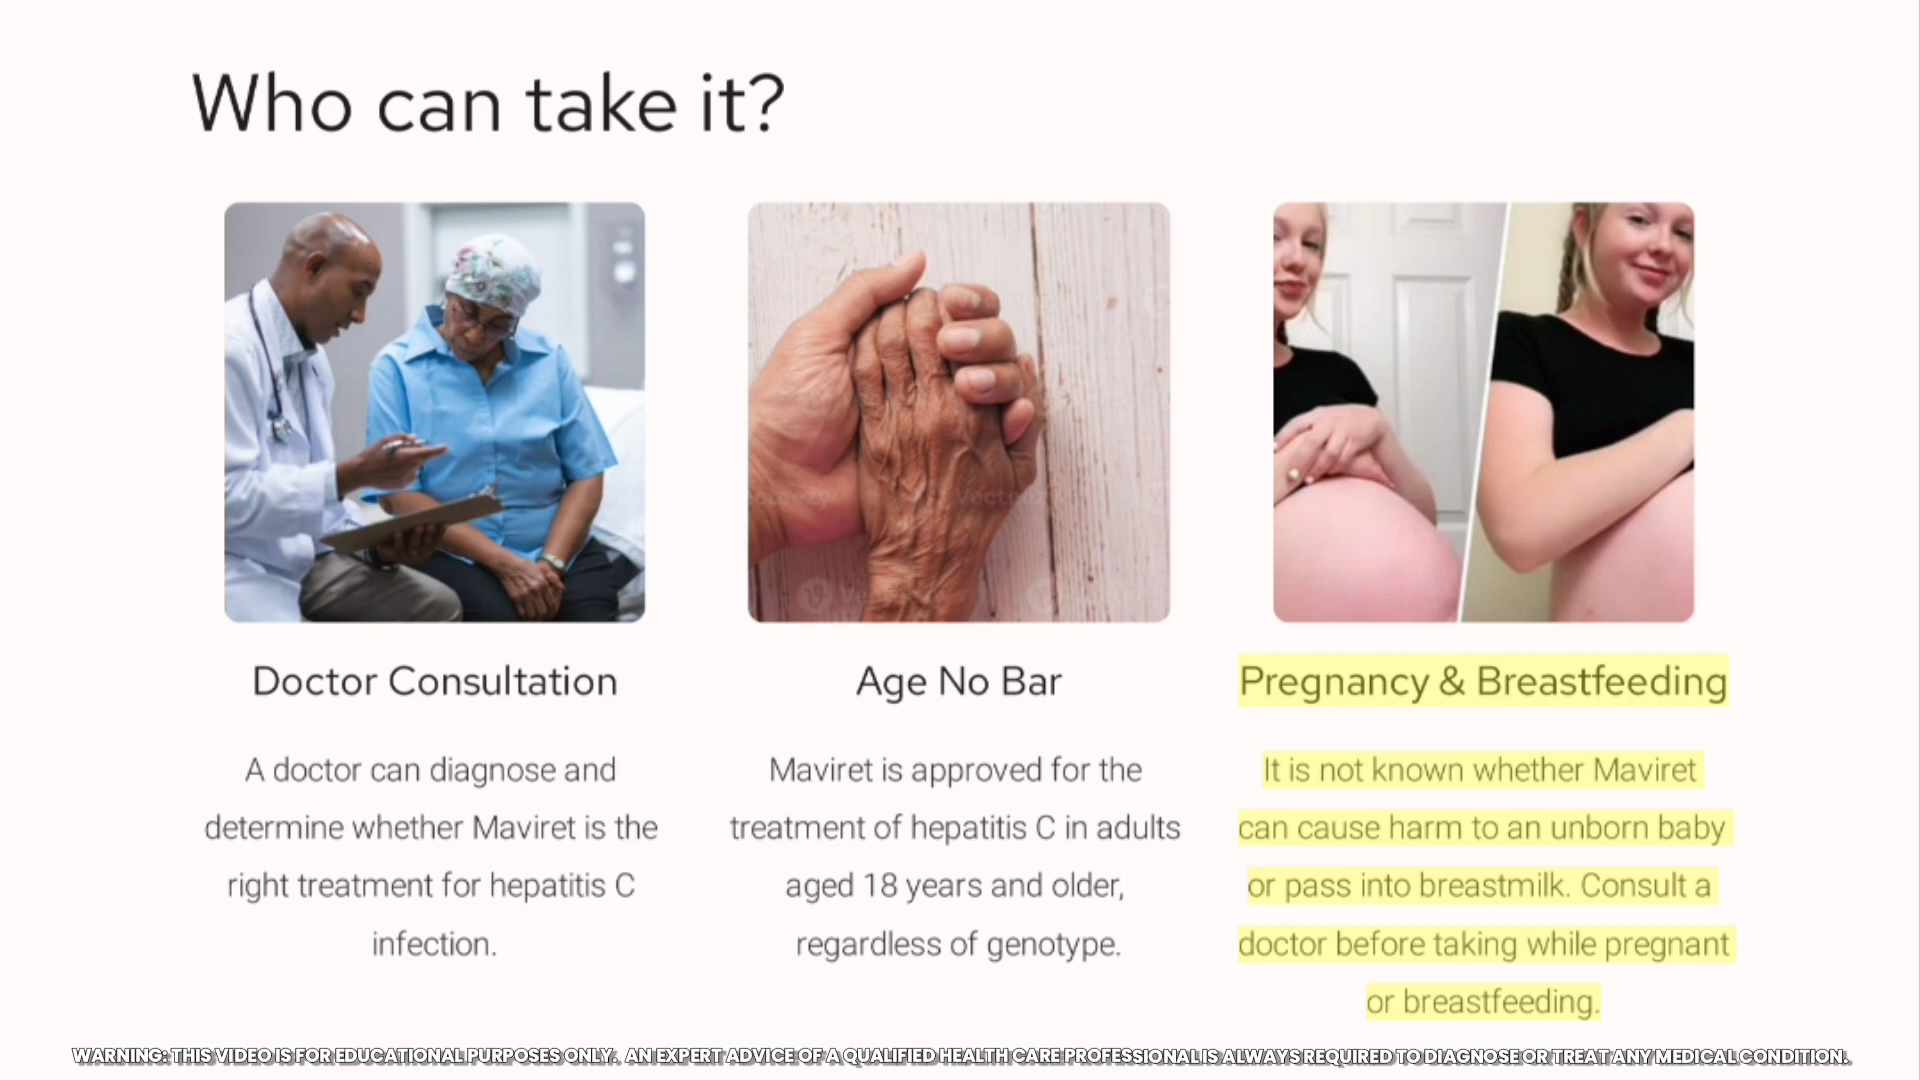 Who can take it?
Doctor Consultation
A doctor can diagnose and
determine whether Maviret is the
right treatment for hepatitis C
infection.
Age No Bar
Maviret is approved for the
treatment of hepatitis C in adults
aged 18 years and older,
regardless of genotype.
Pregnancy & Breastfeeding
It is not known whether Maviret
can cause harm to an unborn baby
or pass into breastmilk. Consult a
doctor before taking while pregnant
or breastfeeding.
WARNING: THIS VIDEO IS FOR EDUCATIONAL PURPOSES ONLY. AN EXPERT ADVICE OF A QUALIFIED HEALTH CARE PROFESSIONAL IS ALWAYS REQUIRED TO DIAGNOSE OR TREAT ANY MEDICAL CONDITION.